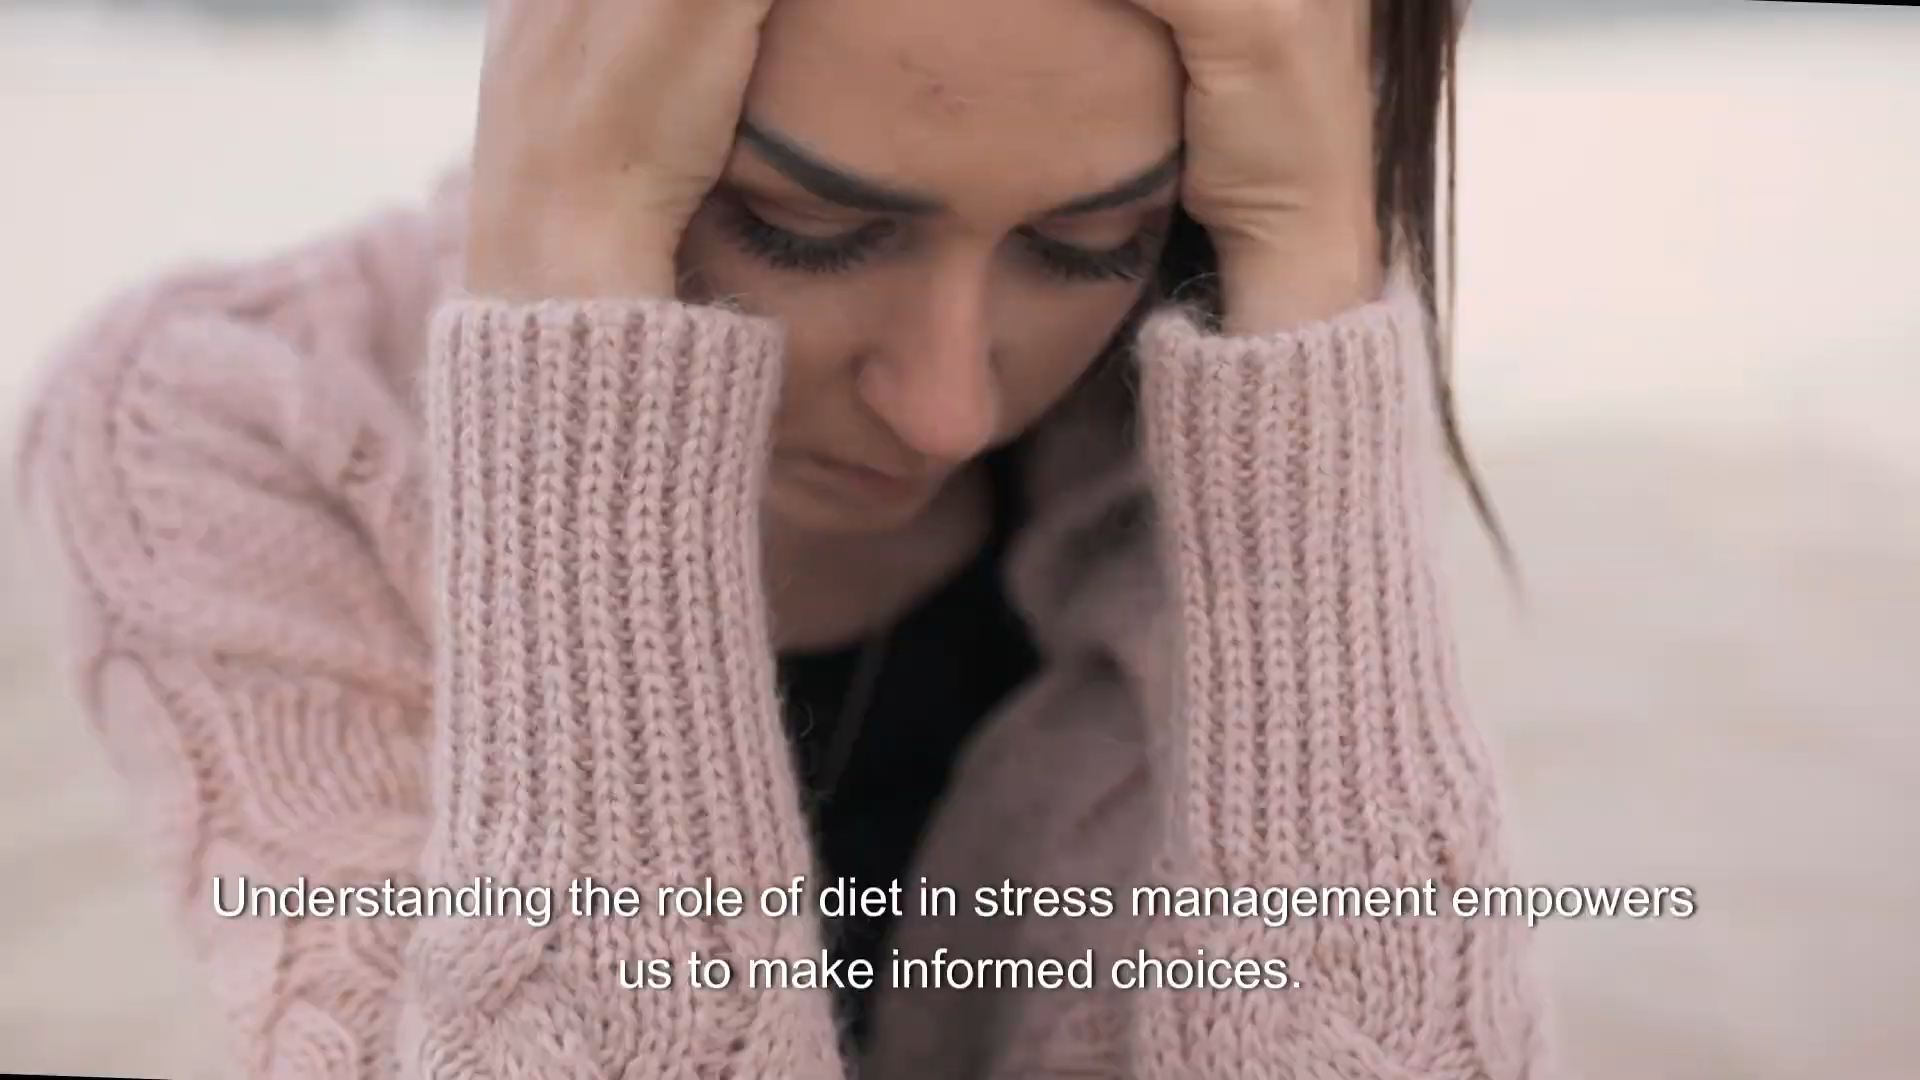 Understanding the role of diet in stress management empowers
us to make informed choices.